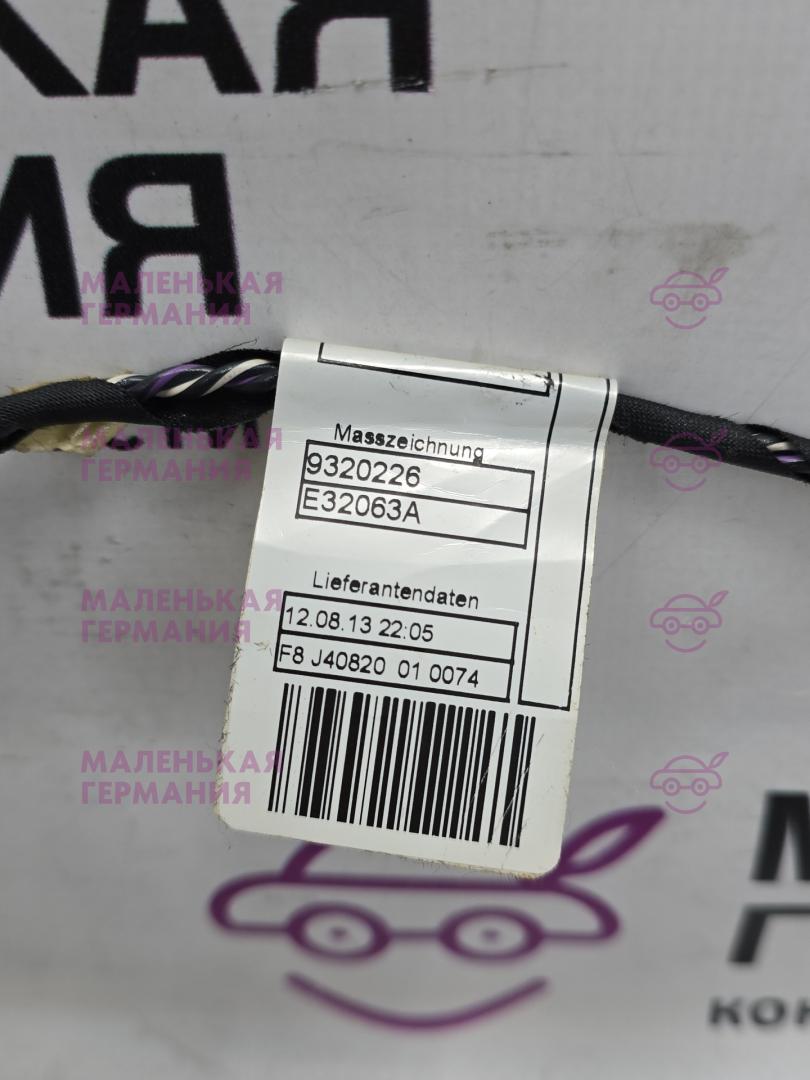 МАЛЕНЬКАЯ
ГЕРМАНИЯ
Masszeichnung
9320226
E32063A
МАЛЕНЬКАЯ
ГЕРМАНИЯ
Lieferantendaten
12.08.13 22:05
F8 J40820 01 0074
МАЛЕНЬКАЯ
ГЕРМАНИЯ
МАЛЕНЬКАЯ
ГЕРМАНИЯ